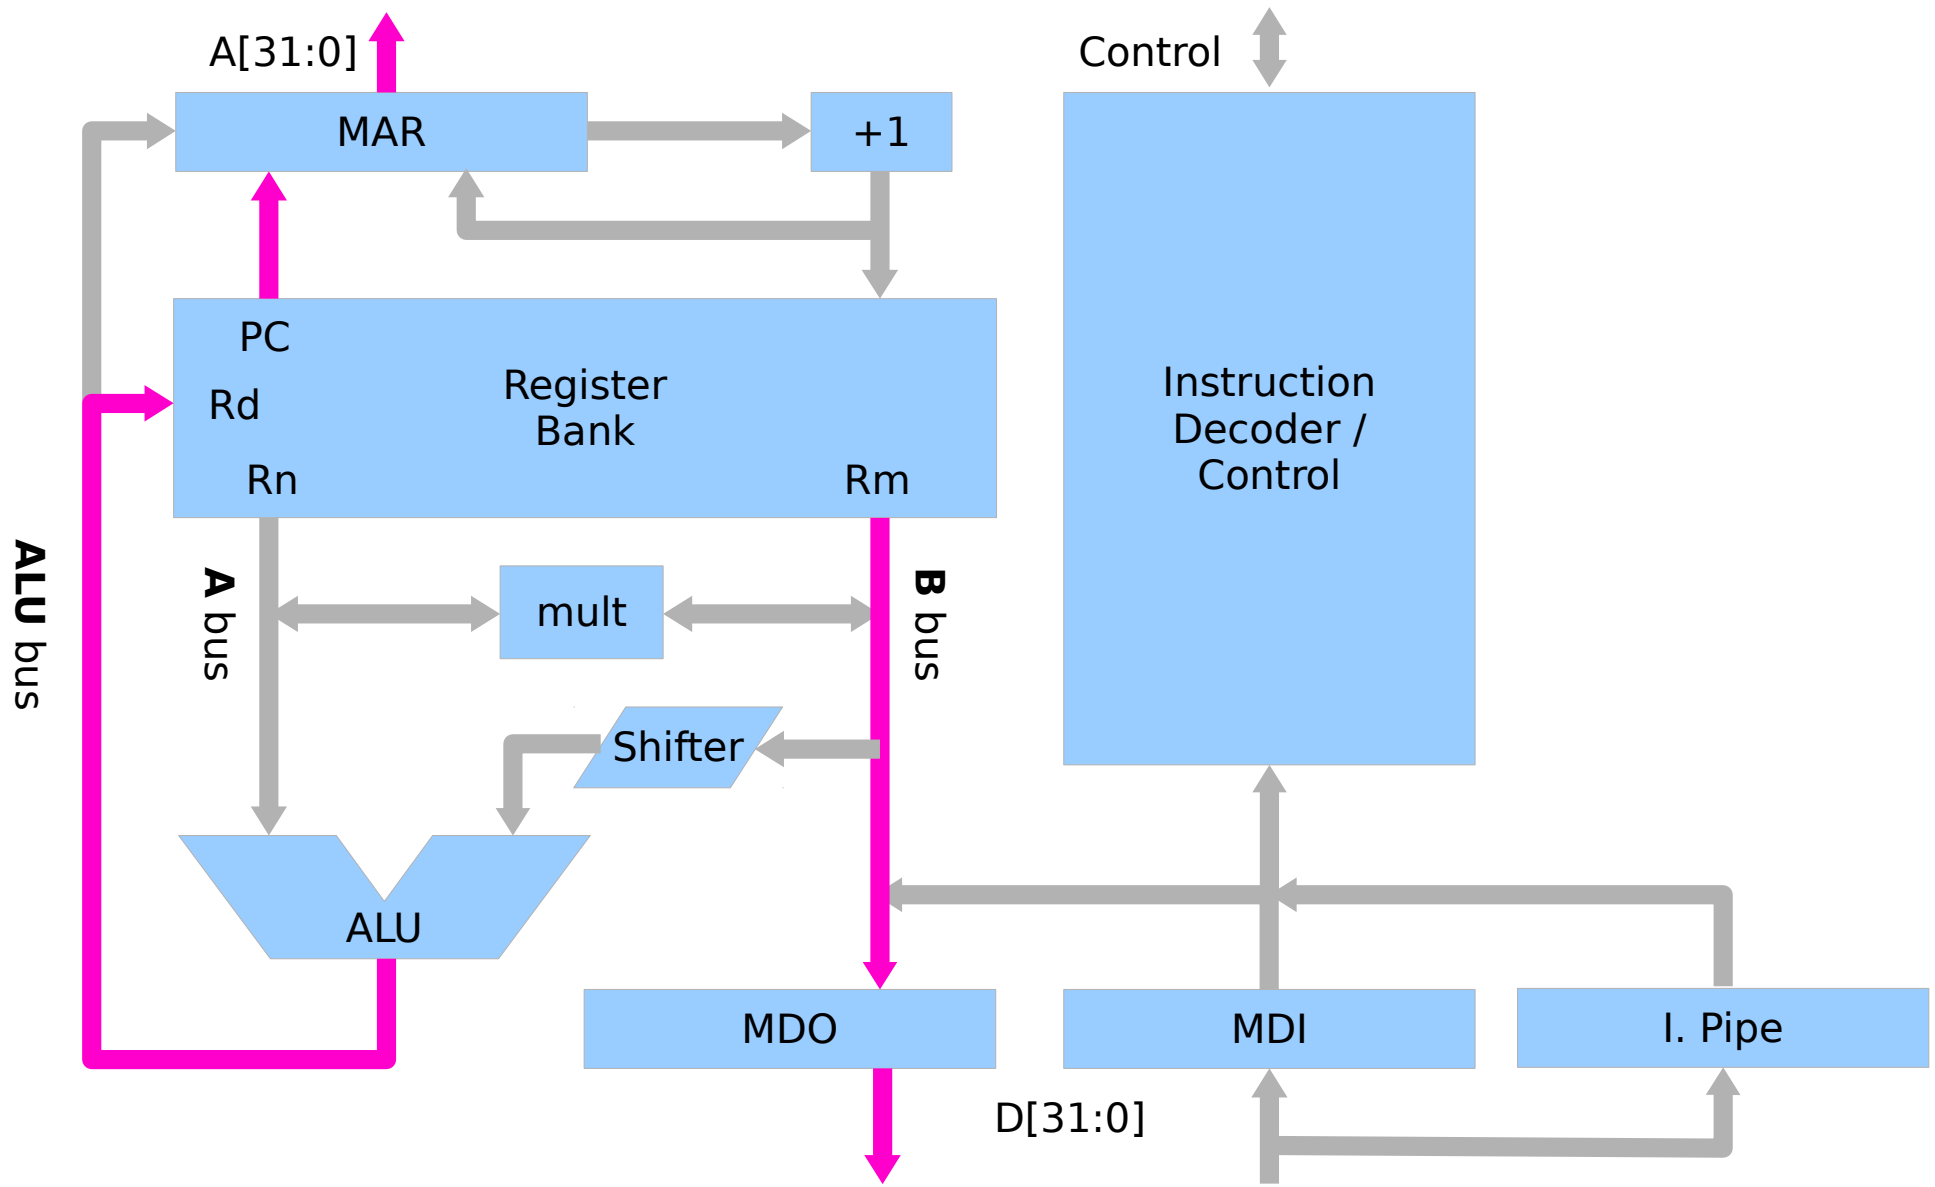 A[31:0]
Control
MAR
+1
PC
Rd
Register
Bank
Rn
Rm
Instruction
Decoder /
Control
ALU bus
A bus
mult
B bus
Shifter
ALU
MDO
MDI
I. Pipe
D[31:0]